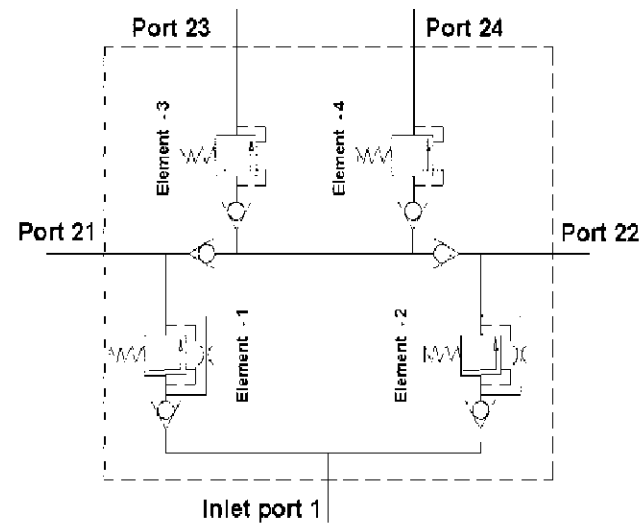 Port 23
Port 24
Element - 3
Element - 4
Port 21
Port 22
Element - 1
Element - 2
Inlet port 1